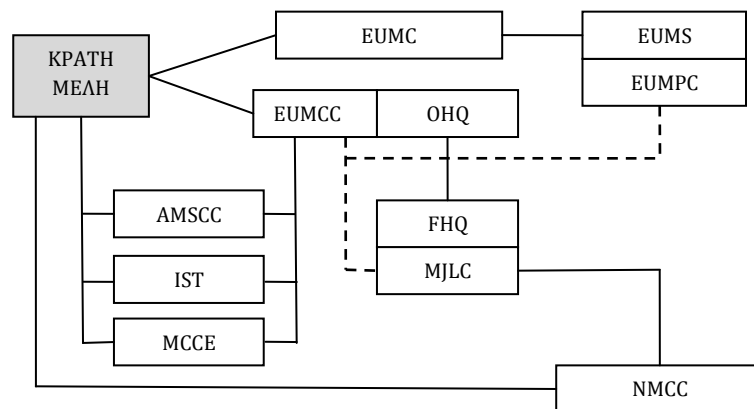 ΚΡΑΤΗ
ΜΕΛΗ
EUMC
EUMS
EUMPC
EUMCC
OHQ
AMSCC
IST
MCCE
FHQ
MJLC
NMCC